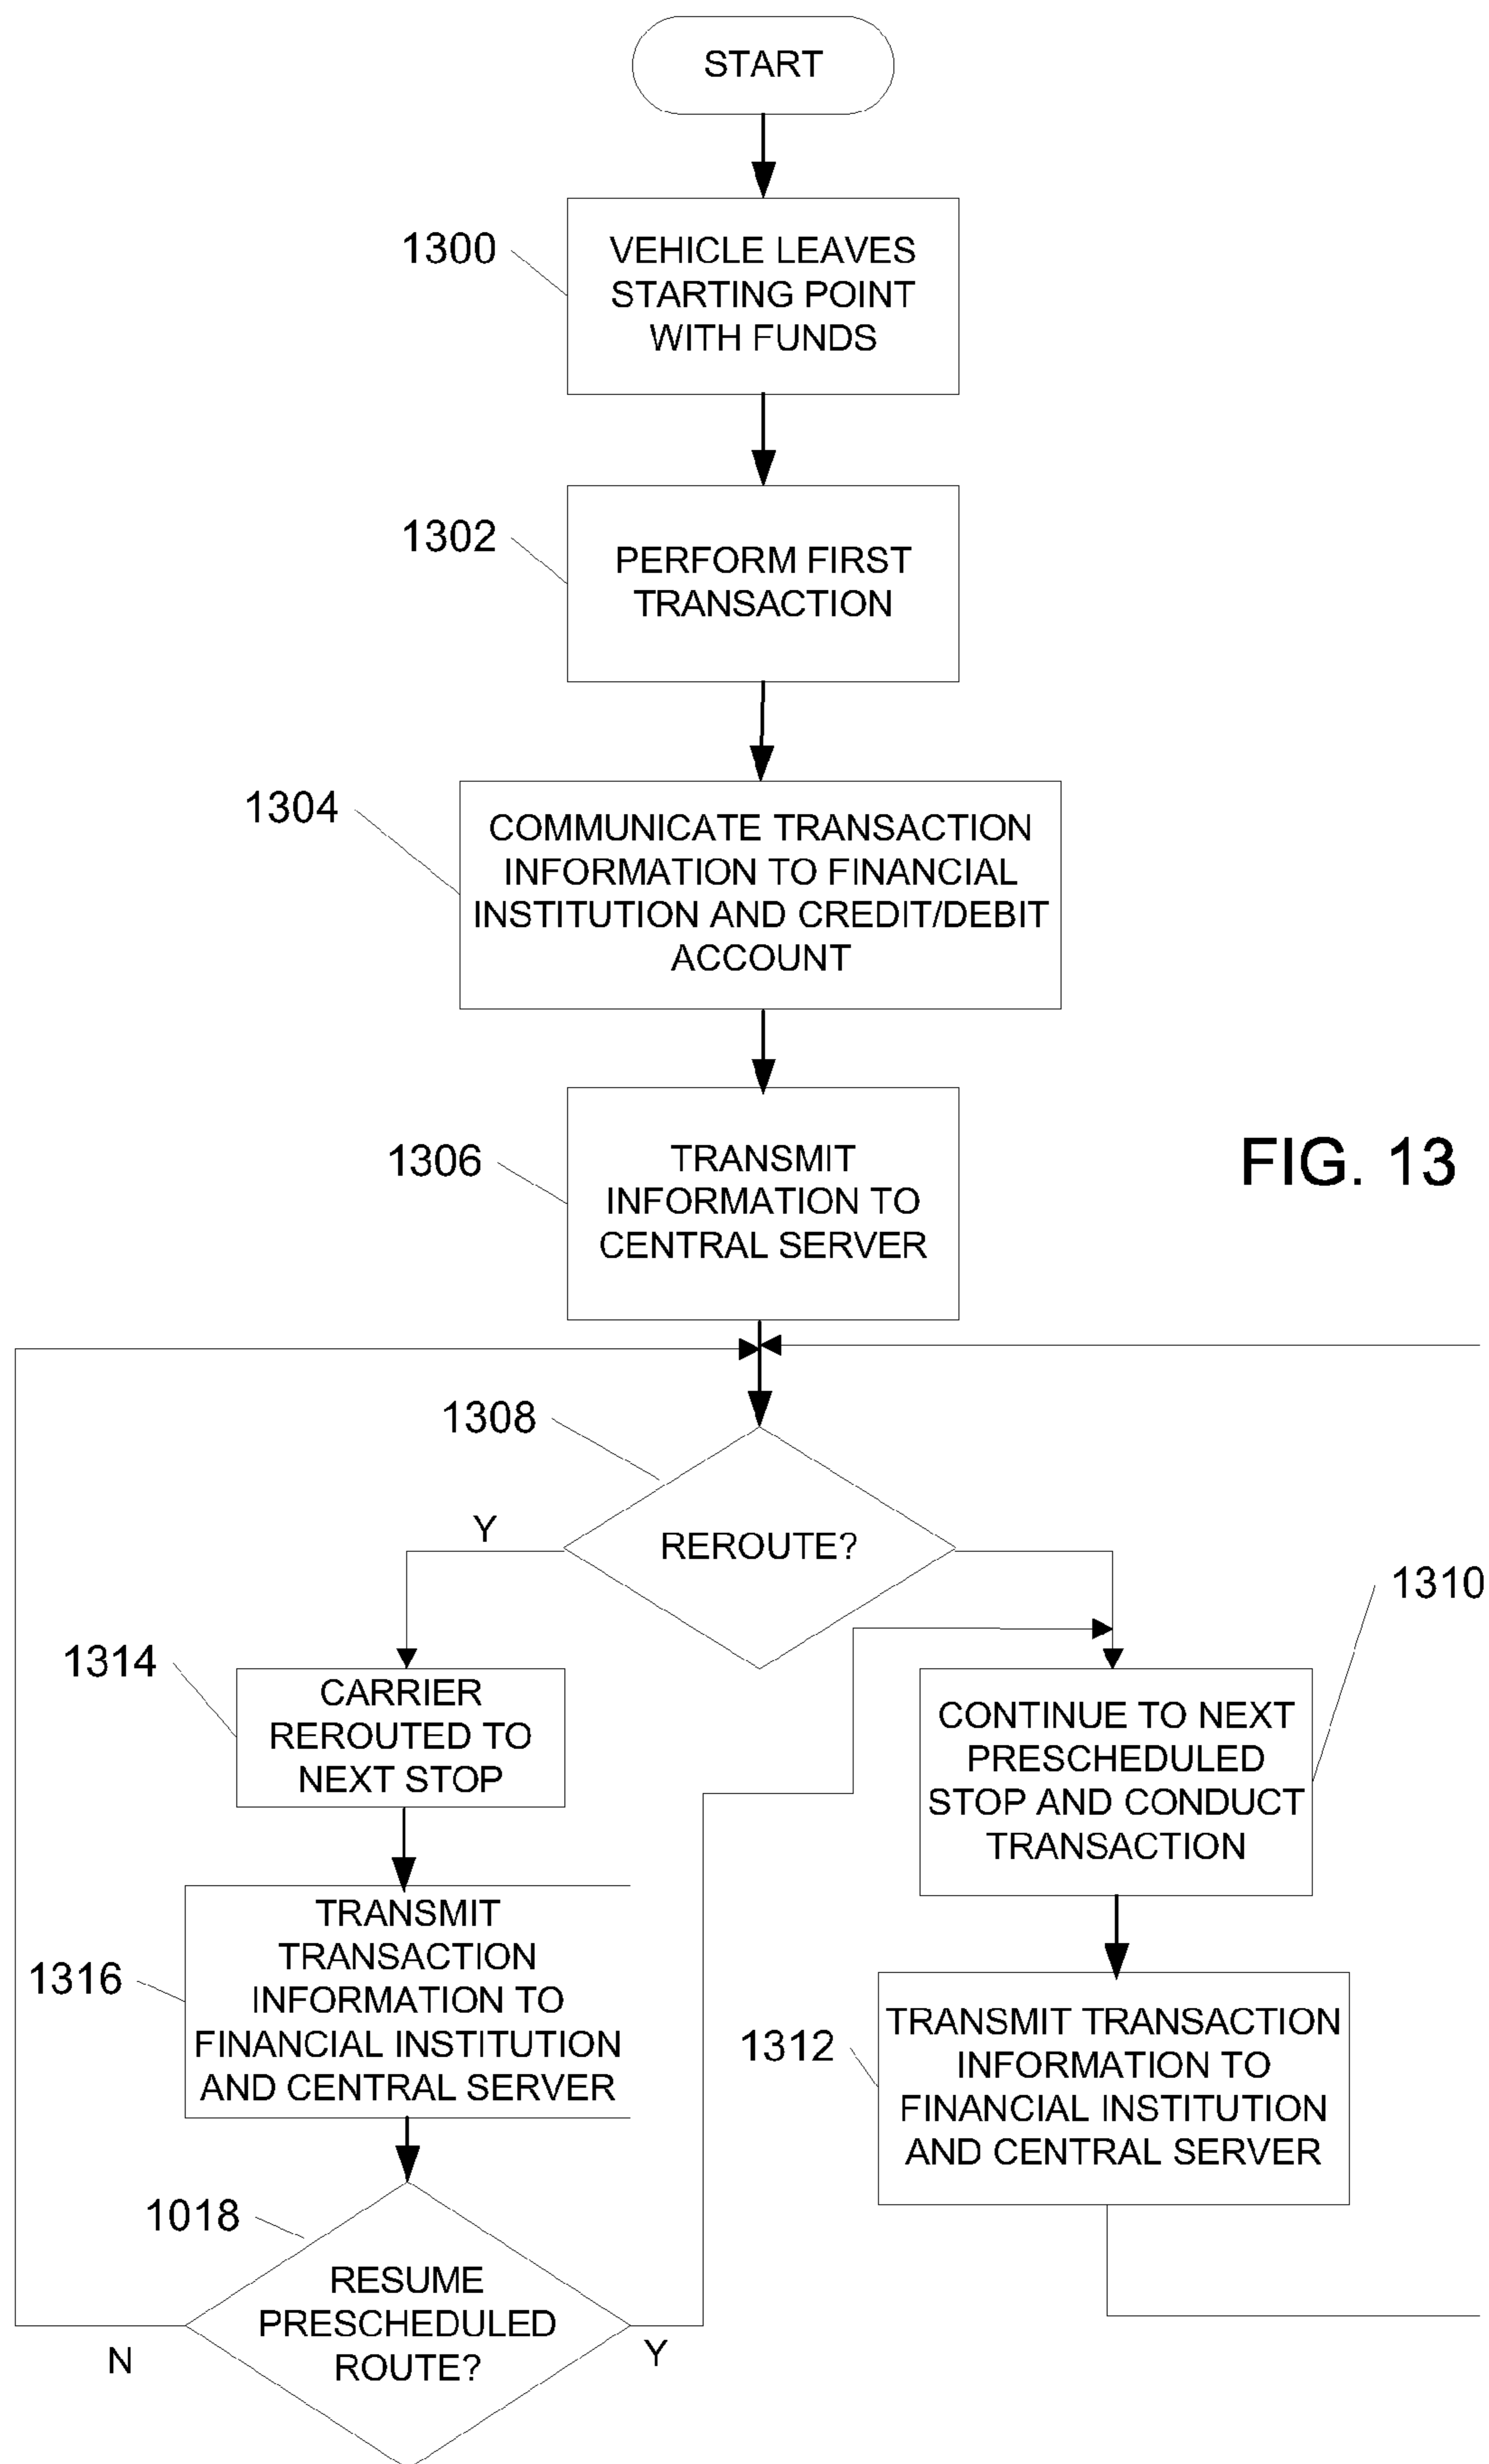 START
1300
VEHICLE LEAVES
STARTING POINT
WITH FUNDS
1302
PERFORM FIRST
TRANSACTION
1304
COMMUNICATE TRANSACTION
INFORMATION TO FINANCIAL
INSTITUTION AND CREDIT/DEBIT
ACCOUNT
1306
TRANSMIT
INFORMATION TO
CENTRAL SERVER
FIG. 13
1308
REROUTE?
Y
1314
CARRIER
REROUTED TO
NEXT STOP
1310
CONTINUE TO NEXT
PRESCHEDULED
STOP AND CONDUCT
TRANSACTION
1316
TRANSMIT
TRANSACTION
INFORMATION TO
FINANCIAL INSTITUTION
AND CENTRAL SERVER
1312
TRANSMIT TRANSACTION
INFORMATION TO
FINANCIAL INSTITUTION
AND CENTRAL SERVER
1018
RESUME
PRESCHEDULED
ROUTE?
N
Y